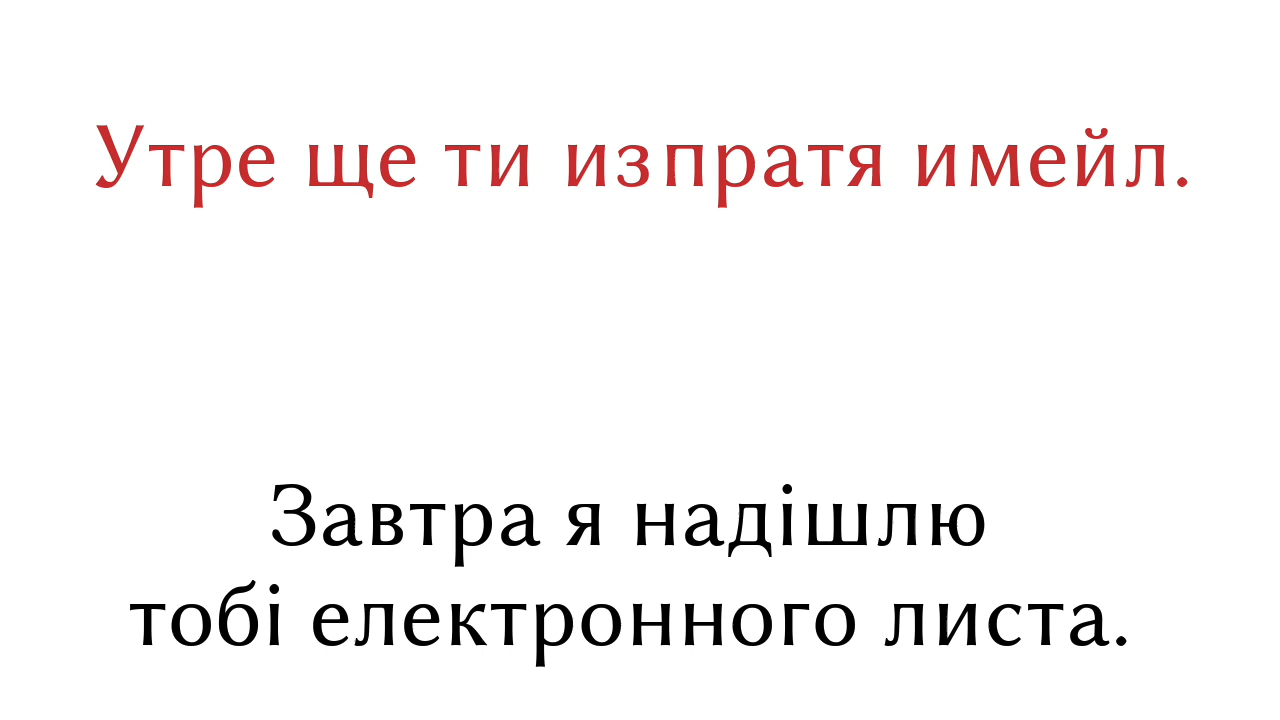 Утре ще ти изпратя имейл.
Завтра я надішлю
тобі електронного листа.